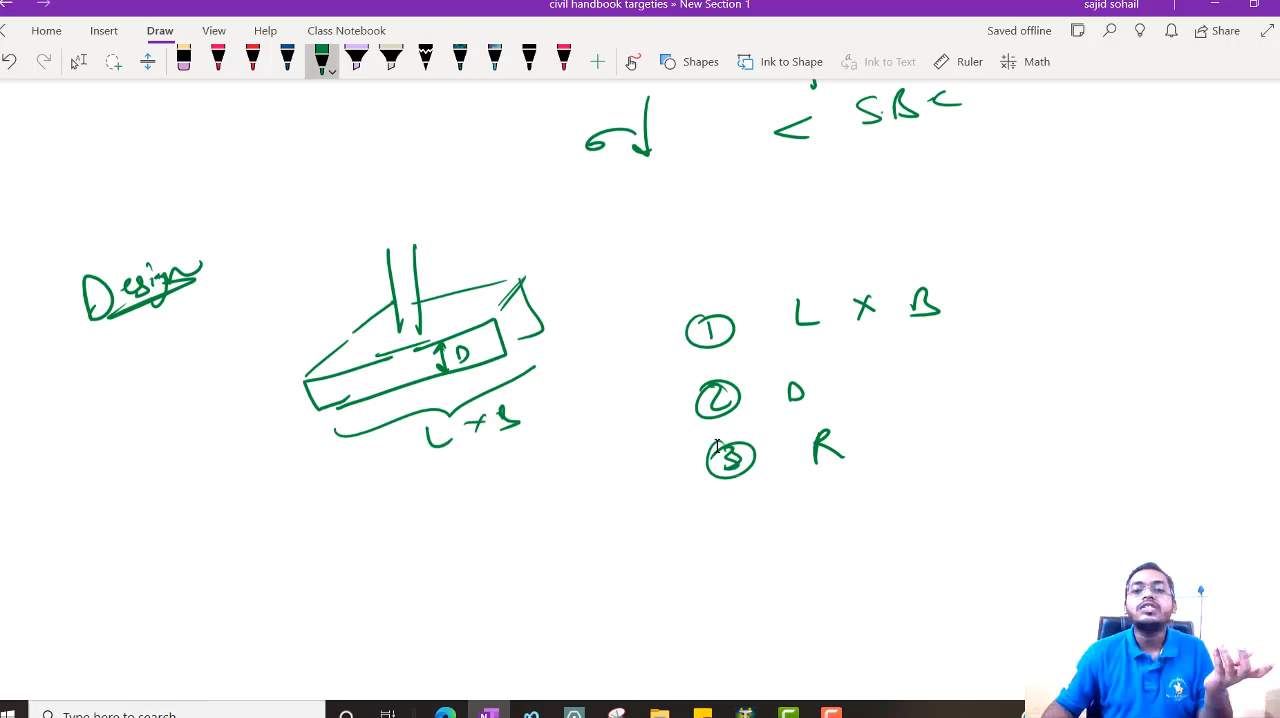 civil handbook targeties » New Section 1
sajid sohail
Home Insert Draw View Help Class Notebook
Saved offline
Share
Shapes
Ink to Shape
Ink to Text
Ruler
Math
< S.B.C
Design
D
L × B
① L × B
② D
③ R
Type here to search